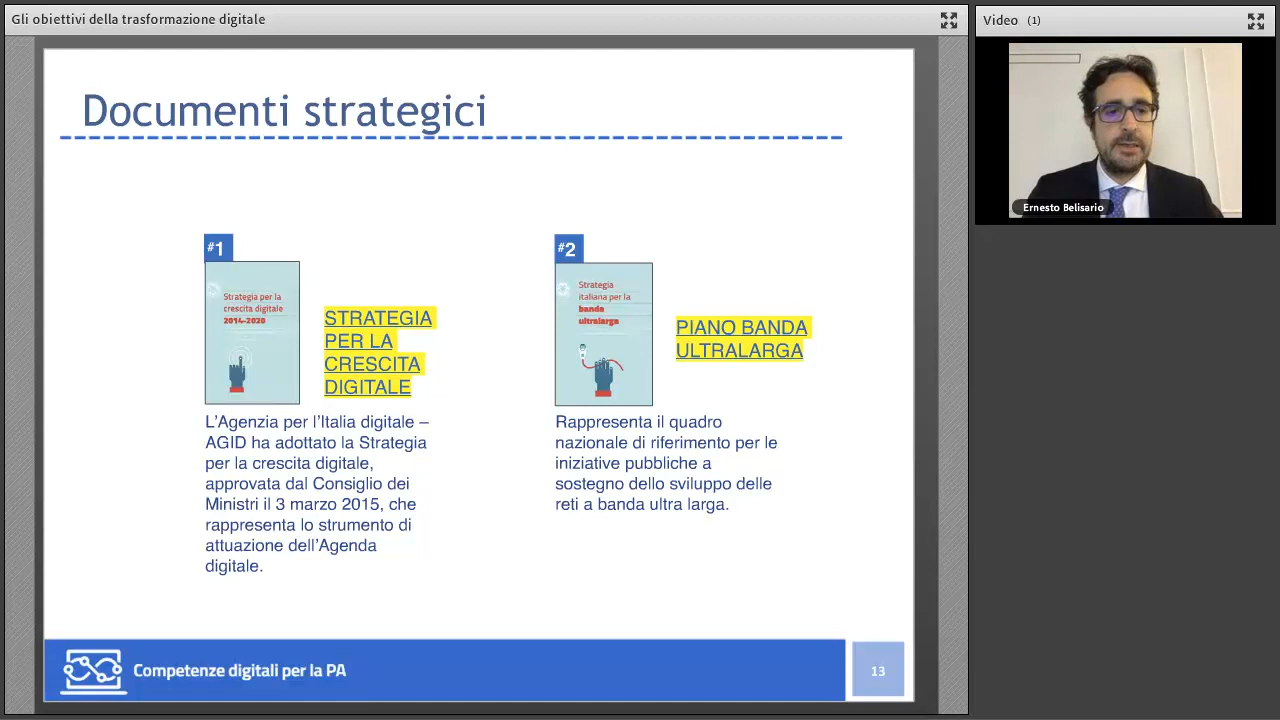 Gli obiettivi della trasformazione digitale
Video (1)
Ernesto Belisario
Documenti strategici
#1
Strategia per la
crescita digitale
2014-2020
STRATEGIA
PER LA
CRESCITA
DIGITALE
L’Agenzia per l’Italia digitale –
AGID ha adottato la Strategia
per la crescita digitale,
approvata dal Consiglio dei
Ministri il 3 marzo 2015, che
rappresenta lo strumento di
attuazione dell’Agenda
digitale.
#2
Strategia
italiana per la
banda
ultralarga
PIANO BANDA
ULTRALARGA
Rappresenta il quadro
nazionale di riferimento per le
iniziative pubbliche a
sostegno dello sviluppo delle
reti a banda ultra larga.
Competenze digitali per la PA
13